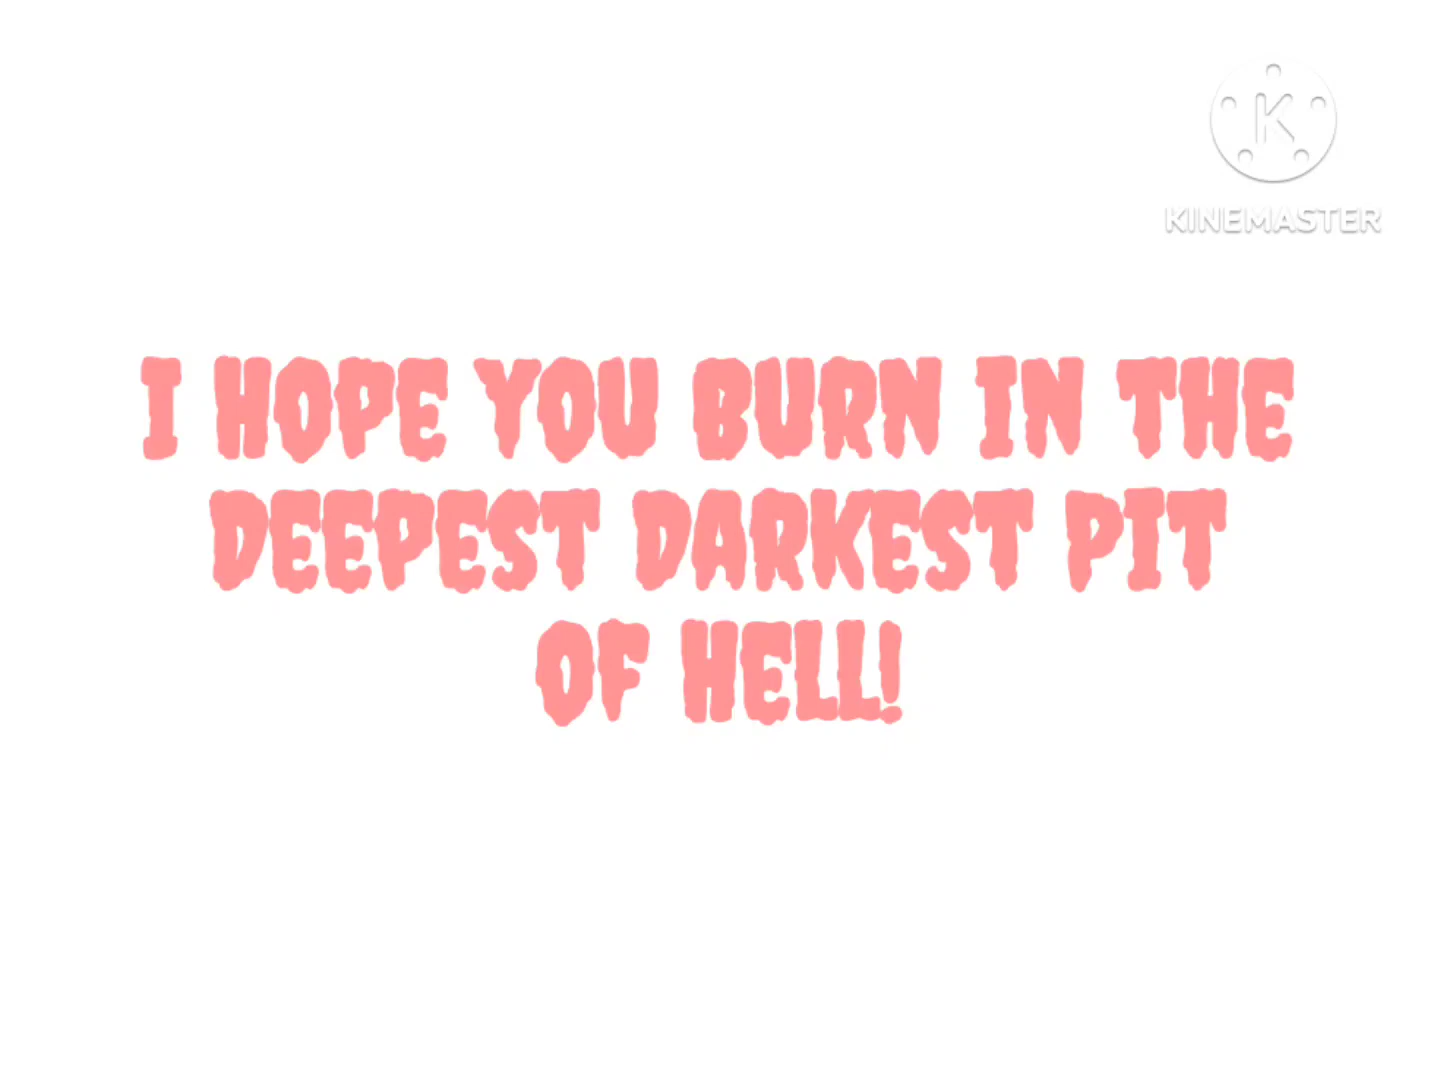 K
KINEMASTER
I HOPE YOU BURN IN THE
DEEPEST DARKEST PIT
OF HELL!